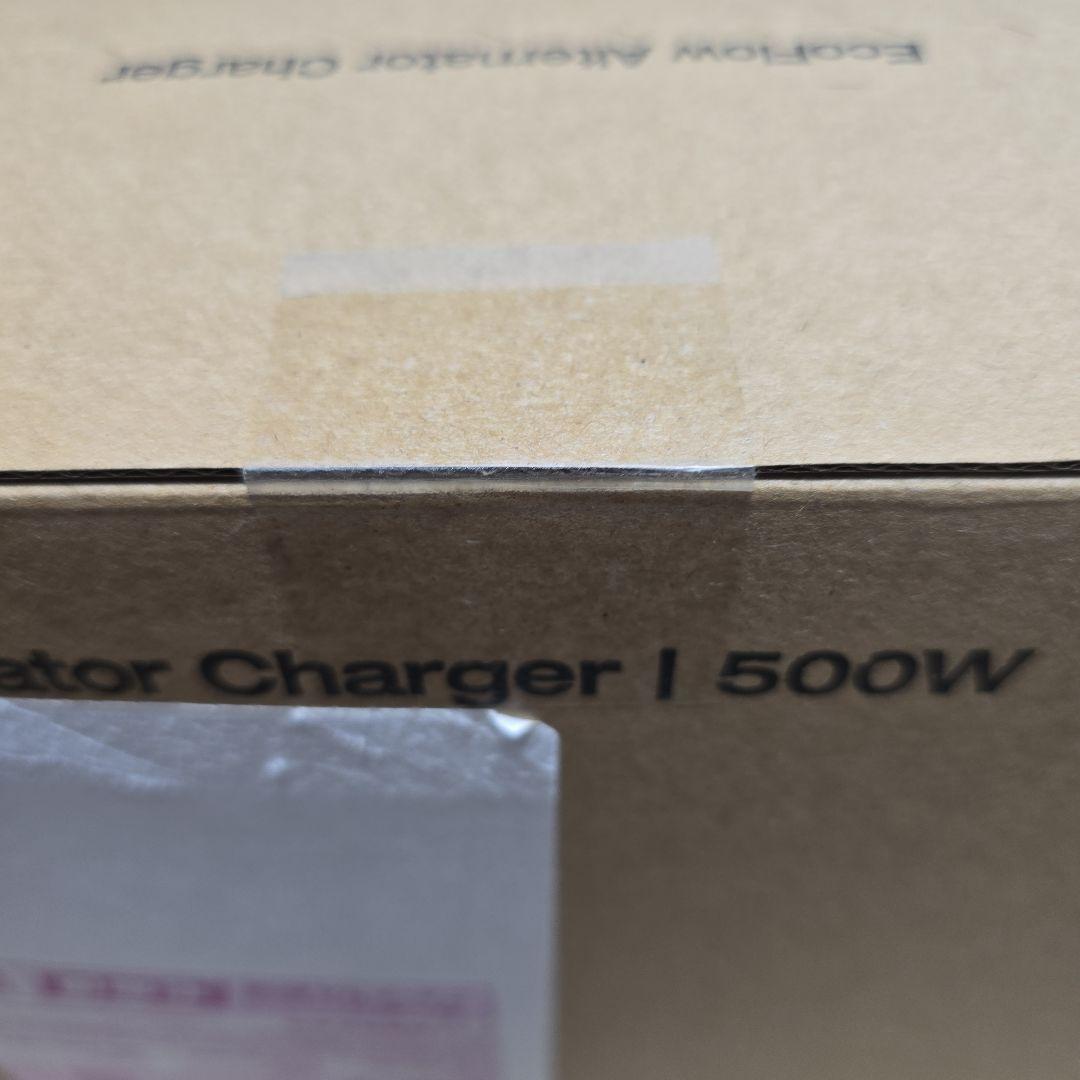 EcoFlow Alternator Charger
ator Charger | 500W